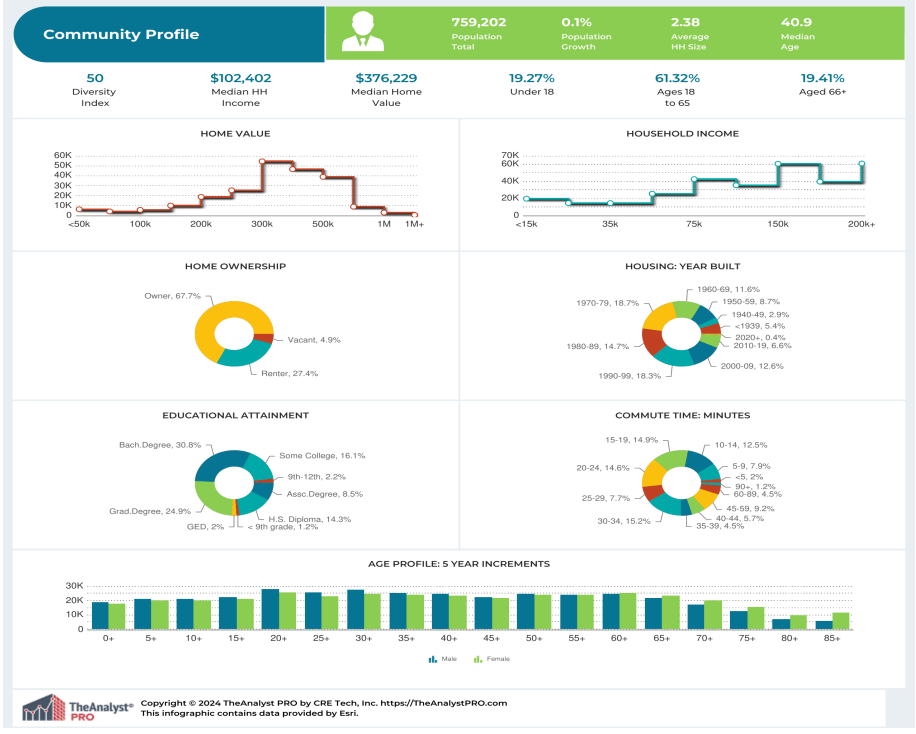 Community Profile
759,202
Population
Total
0.1%
Population
Growth
2.38
Average
HH Size
40.9
Median
Age
50
Diversity
Index
$102,402
Median HH
Income
$376,229
Median Home
Value
19.27%
Under 18
61.32%
Ages 18
to 65
19.41%
Aged 66+
HOME VALUE
60K
50K
40K
30K
20K
10K
0
<50k
100k
200k
300k
500k
1M
1M+
HOUSEHOLD INCOME
70K
60K
40K
20K
0
<15k
35k
75k
150k
200k+
HOME OWNERSHIP
Owner, 67.7%
Vacant, 4.9%
Renter, 27.4%
HOUSING: YEAR BUILT
1960-69, 11.6%
1950-59, 8.7%
1970-79, 18.7%
1940-49, 2.9%
<1939, 5.4%
2020+, 0.4%
2010-19, 6.6%
1980-89, 14.7%
2000-09, 12.6%
1990-99, 18.3%
EDUCATIONAL ATTAINMENT
Bach.Degree, 30.8%
Some College, 16.1%
9th-12th, 2.2%
Assc.Degree, 8.5%
Grad.Degree, 24.9%
H.S. Diploma, 14.3%
GED, 2%
< 9th grade, 1.2%
COMMUTE TIME: MINUTES
15-19, 14.9%
10-14, 12.5%
20-24, 14.6%
5-9, 7.9%
<5, 2%
90+, 1.2%
60-89, 4.5%
25-29, 7.7%
45-59, 9.2%
40-44, 5.7%
30-34, 15.2%
35-39, 4.5%
AGE PROFILE: 5 YEAR INCREMENTS
30K
20K
10K
0
0+
5+
10+
15+
20+
25+
30+
35+
40+
45+
50+
55+
60+
65+
70+
75+
80+
85+
Male
Female
TheAnalyst®
PRO
Copyright © 2024 TheAnalyst PRO by CRE Tech, Inc. https://TheAnalystPRO.com
This infographic contains data provided by Esri.